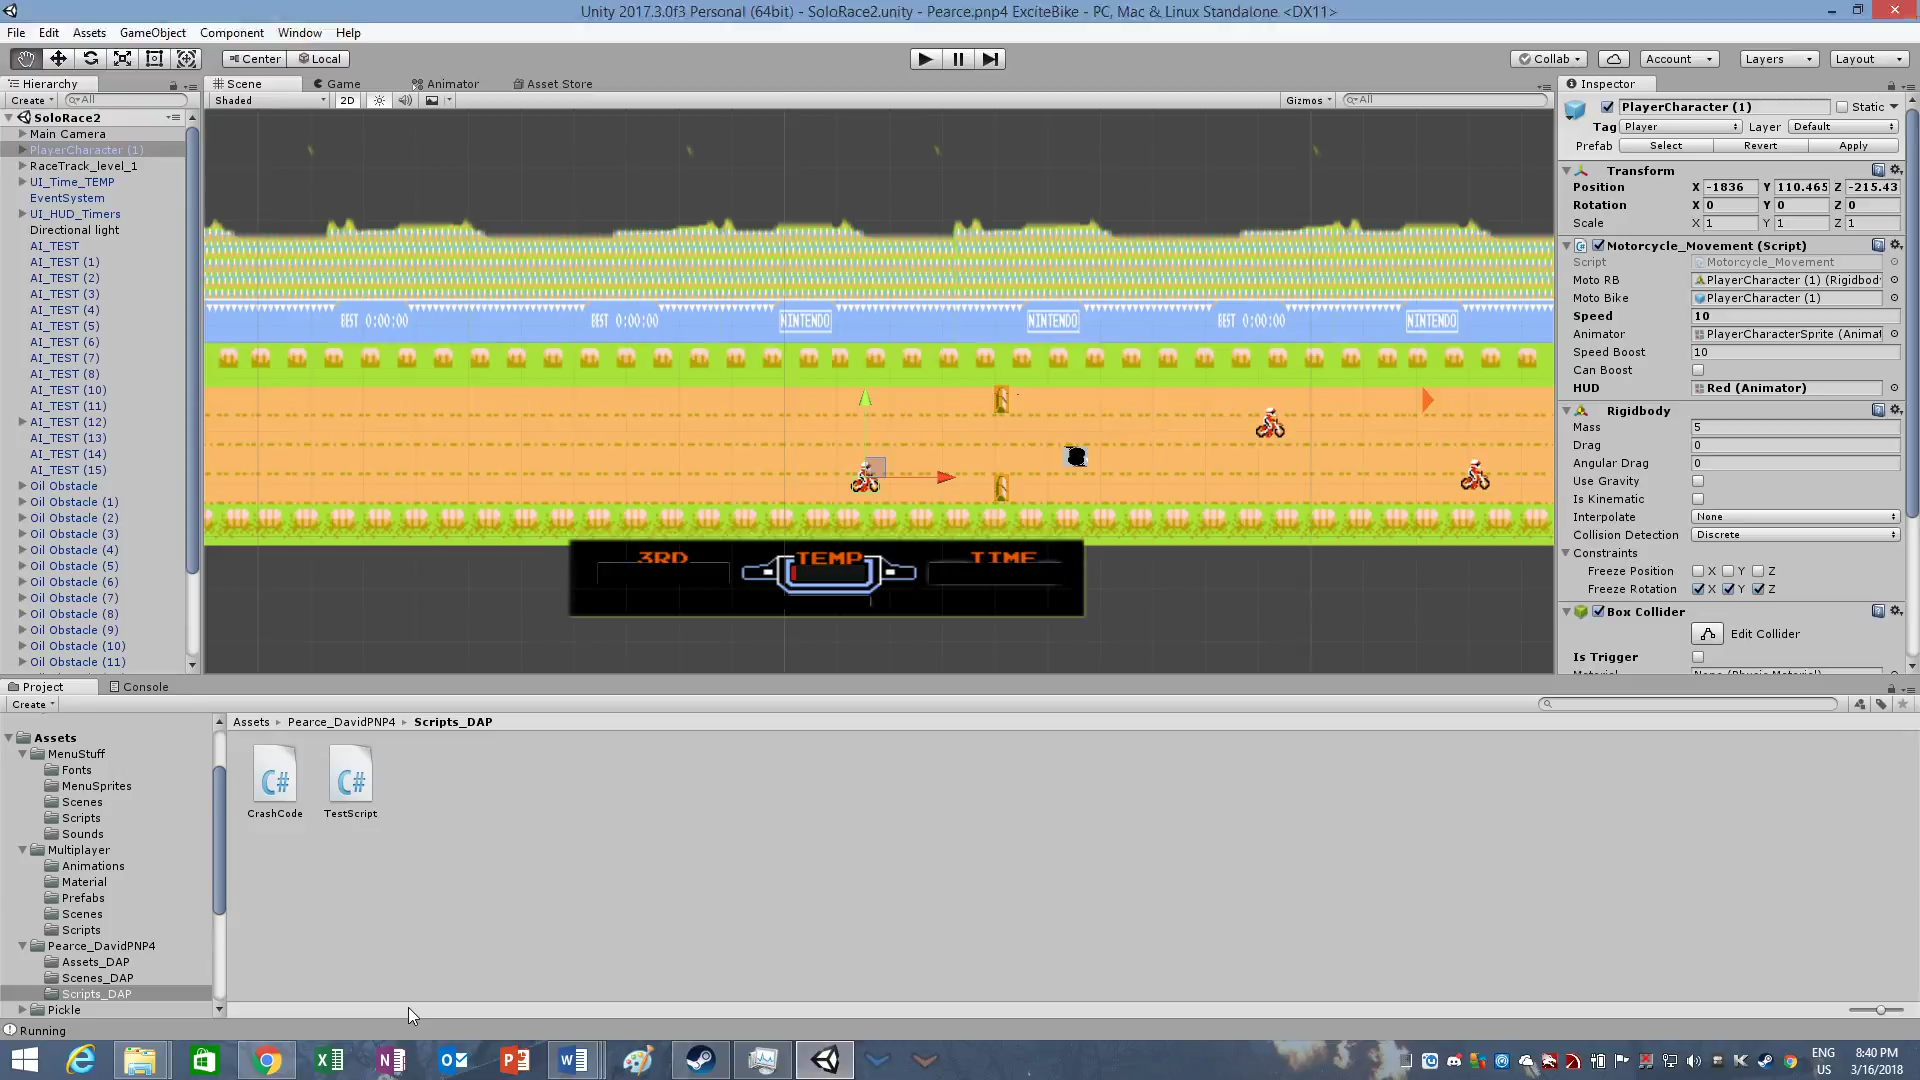 Unity 2017.3.0f3 Personal (64bit) - SoloRace2.unity - Pearce.pnp4 ExciteBike - PC, Mac & Linux Standalone <DX11>
File Edit Assets GameObject Component Window Help
Center Local Collab Account Layers Layout
Hierarchy Scene Game Animator Asset Store Inspector
Create All Shaded 2D Gizmos All
SoloRace2
Main Camera
PlayerCharacter (1)
RaceTrack_level_1
UI_Time_TEMP
EventSystem
UI_HUD_Timers
Directional light
AI_TEST
AI_TEST (1)
AI_TEST (2)
AI_TEST (3)
AI_TEST (4)
AI_TEST (5)
AI_TEST (6)
AI_TEST (7)
AI_TEST (8)
AI_TEST (10)
AI_TEST (11)
AI_TEST (12)
AI_TEST (13)
AI_TEST (14)
AI_TEST (15)
Oil Obstacle
Oil Obstacle (1)
Oil Obstacle (2)
Oil Obstacle (3)
Oil Obstacle (4)
Oil Obstacle (5)
Oil Obstacle (6)
Oil Obstacle (7)
Oil Obstacle (8)
Oil Obstacle (9)
Oil Obstacle (10)
Oil Obstacle (11)
BEST 0:00:00 BEST 0:00:00 NINTENDO NINTENDO BEST 0:00:00 NINTENDO
3RD TEMP TIME
PlayerCharacter (1) Static
Tag Player Layer Default
Prefab Select Revert Apply
Transform
Position X -1836 Y 110.465 Z -215.43
Rotation X 0 Y 0 Z 0
Scale X 1 Y 1 Z 1
Motorcycle_Movement (Script)
Script Motorcycle_Movement
Moto RB PlayerCharacter (1) (Rigidbod
Moto Bike PlayerCharacter (1)
Speed 10
Animator PlayerCharacterSprite (Animat
Speed Boost 10
Can Boost
HUD Red (Animator)
Rigidbody
Mass 5
Drag 0
Angular Drag 0
Use Gravity
Is Kinematic
Interpolate None
Collision Detection Discrete
Constraints
Freeze Position X Y Z
Freeze Rotation X Y Z
Box Collider
Edit Collider
Is Trigger
Project Console
Create
Assets
MenuStuff
Fonts
MenuSprites
Scenes
Scripts
Sounds
Multiplayer
Animations
Material
Prefabs
Scenes
Scripts
Pearce_DavidPNP4
Assets_DAP
Scenes_DAP
Scripts_DAP
Pickle
Assets Pearce_DavidPNP4 Scripts_DAP
C# C#
CrashCode TestScript
Running
ENG 8:40 PM
US 3/16/2018